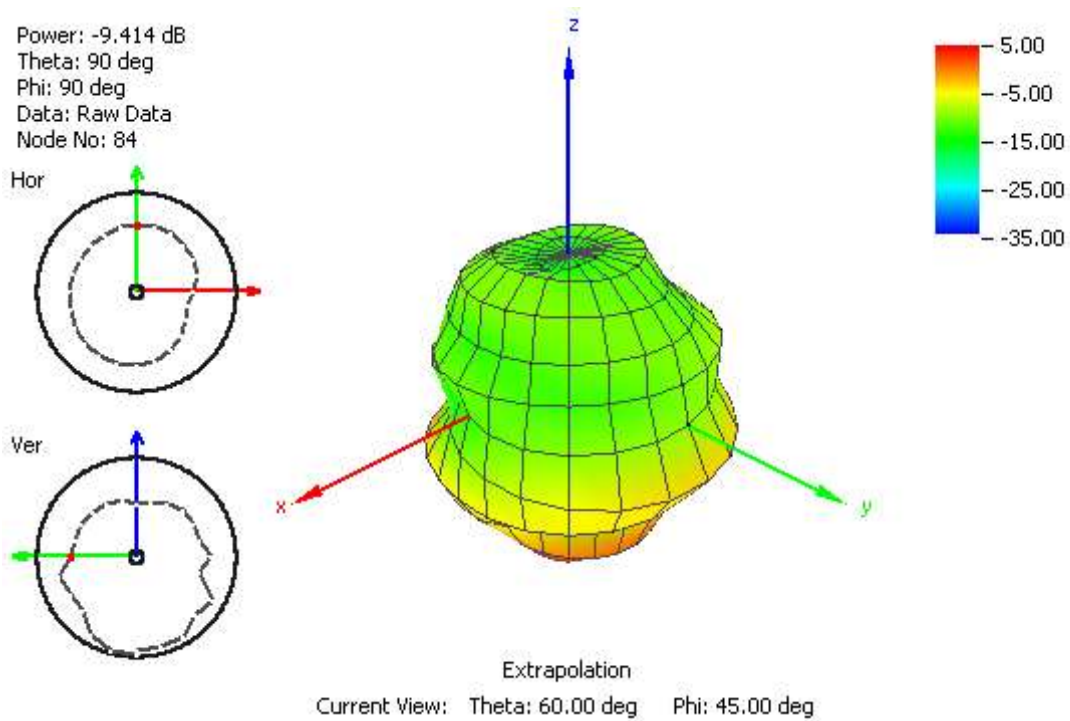 Power: -9.414 dB
Theta: 90 deg
Phi: 90 deg
Data: Raw Data
Node No: 84
Hor
Ver
z
x
y
5.00
-5.00
-15.00
-25.00
-35.00
Extrapolation
Current View: Theta: 60.00 deg Phi: 45.00 deg